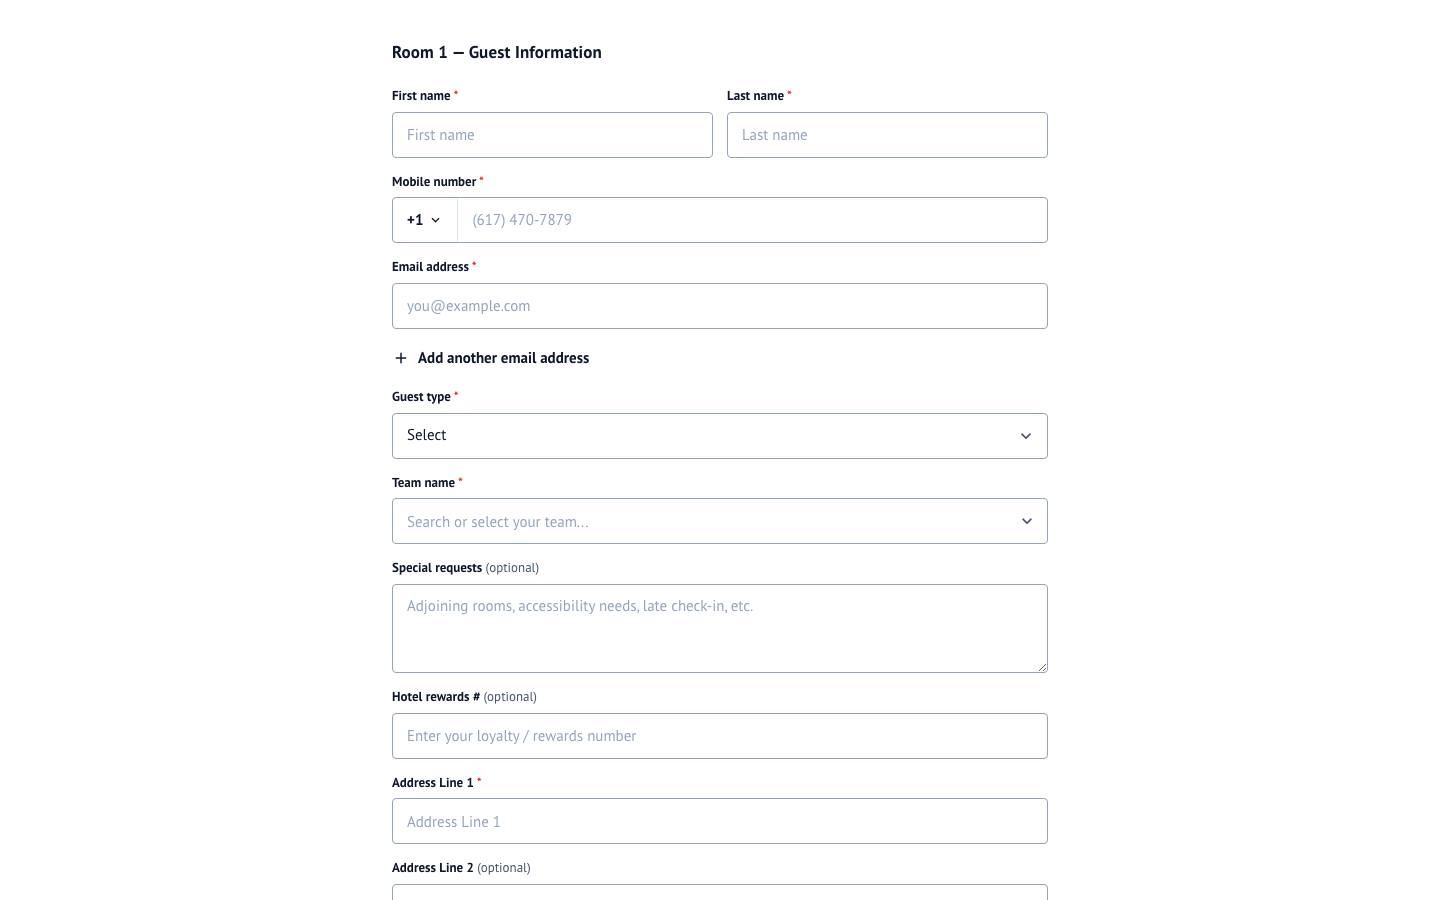 Room 1 — Guest Information
First name *
Last name *
First name
Last name
Mobile number *
+1
(617) 470-7879
Email address *
you@example.com
Add another email address
Guest type *
Select
Team name *
Search or select your team...
Special requests (optional)
Adjoining rooms, accessibility needs, late check-in, etc.
Hotel rewards # (optional)
Enter your loyalty / rewards number
Address Line 1 *
Address Line 1
Address Line 2 (optional)